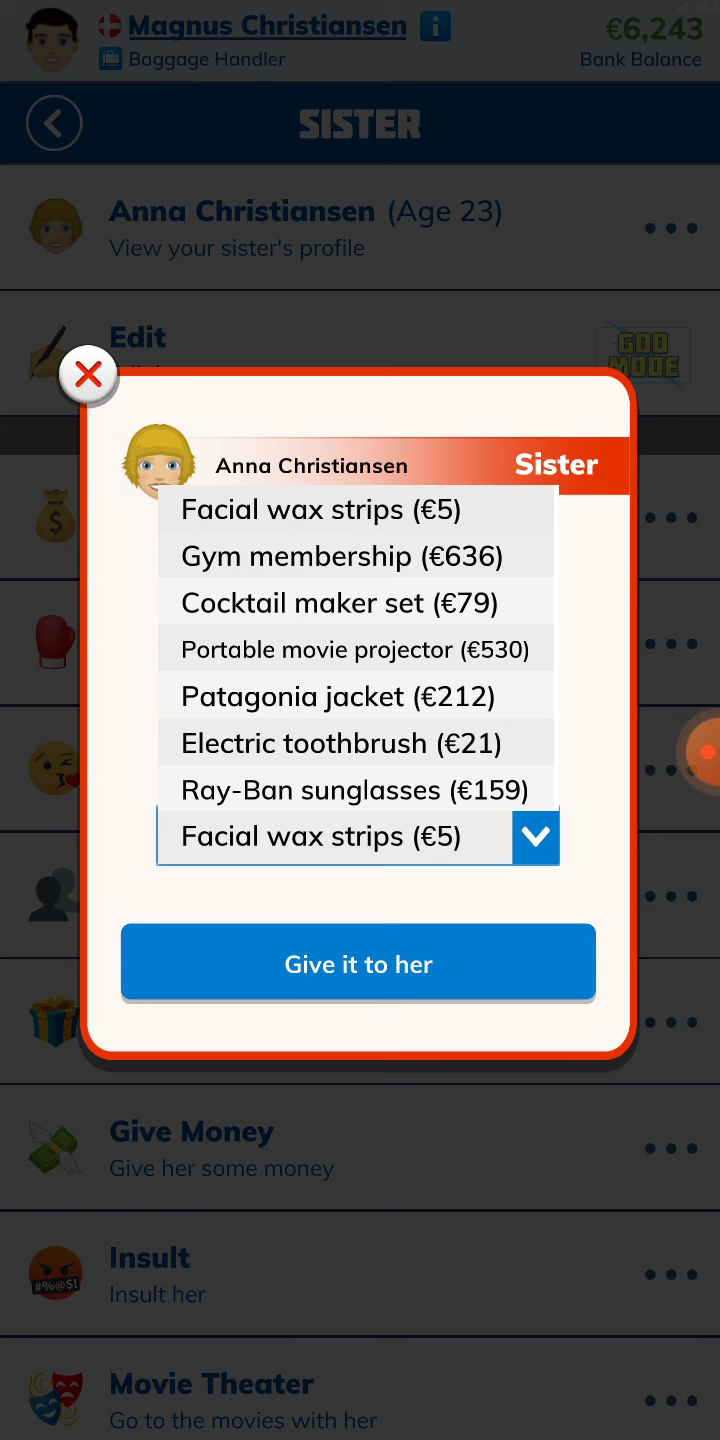 Magnus Christiansen
i
€6,243
Baggage Handler
Bank Balance
SISTER
Anna Christiansen (Age 23)
View your sister's profile
Edit
GOD
MODE
Anna Christiansen
Sister
Facial wax strips (€5)
Gym membership (€636)
Cocktail maker set (€79)
Portable movie projector (€530)
Patagonia jacket (€212)
Electric toothbrush (€21)
Ray-Ban sunglasses (€159)
Facial wax strips (€5)
Give it to her
Give Money
Give her some money
#%@$!
Insult
Insult her
Movie Theater
Go to the movies with her